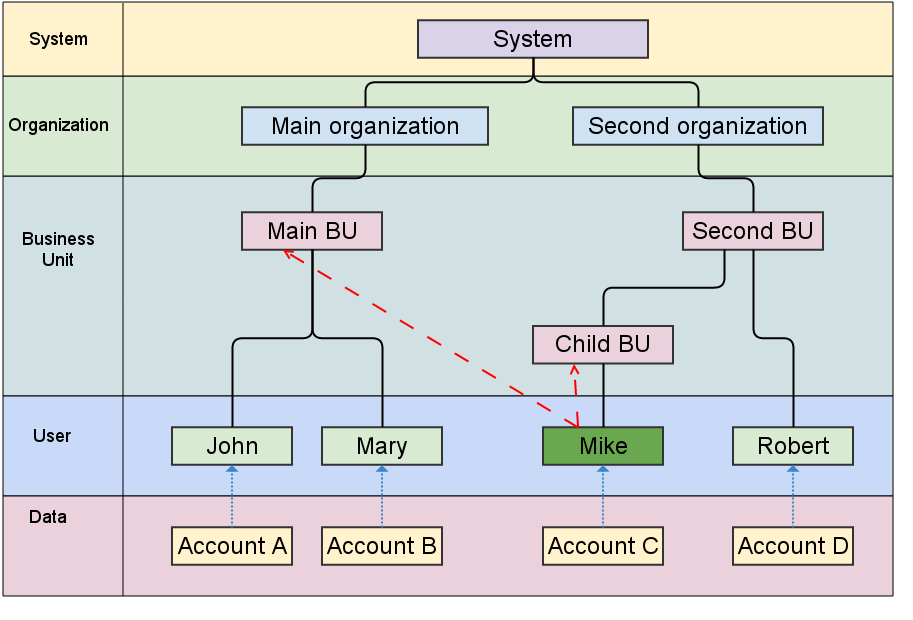 System
System
Organization
Main organization
Second organization
Business
Unit
Main BU
Second BU
Child BU
User
John
Mary
Mike
Robert
Data
Account A
Account B
Account C
Account D